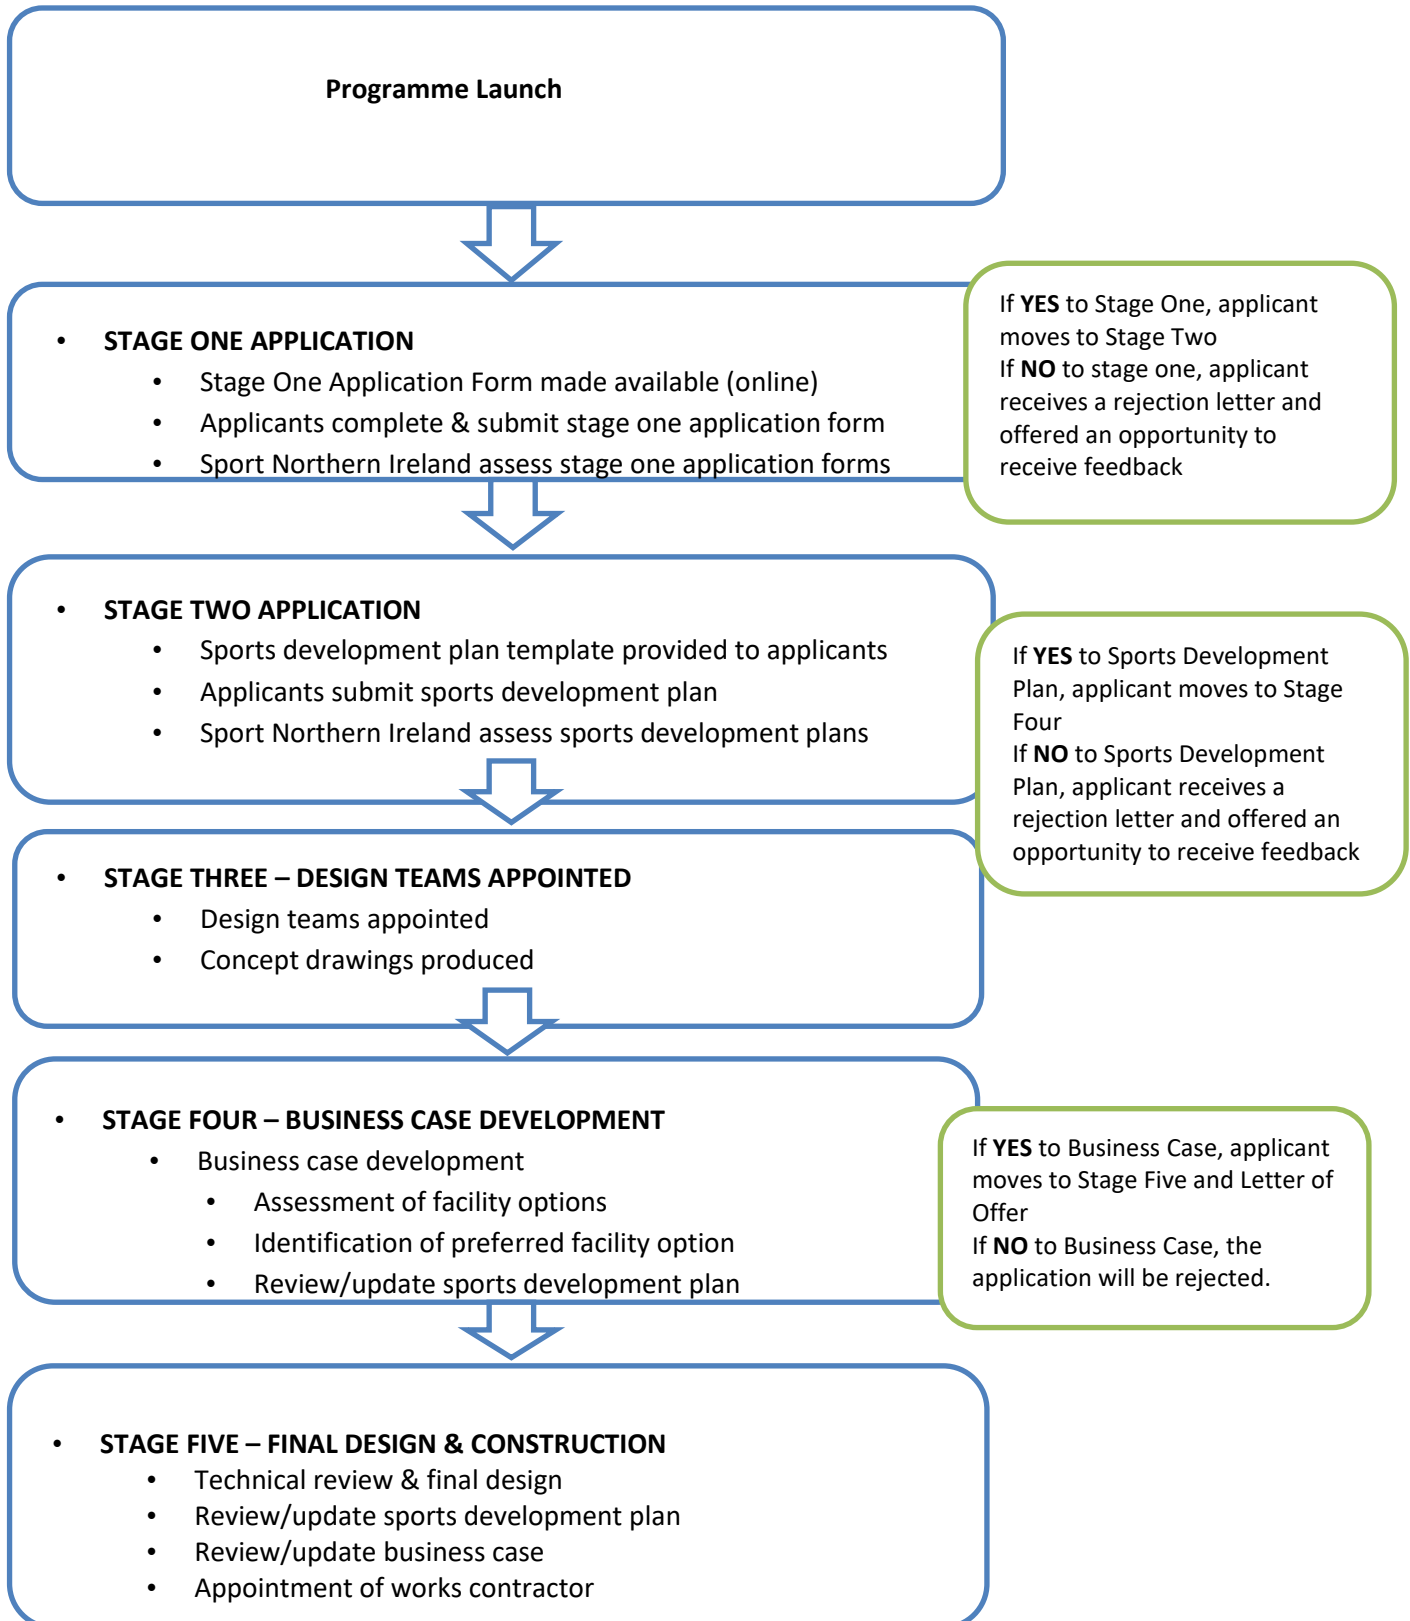 Programme Launch
• STAGE ONE APPLICATION
• Stage One Application Form made available (online)
• Applicants complete & submit stage one application form
• Sport Northern Ireland assess stage one application forms
If YES to Stage One, applicant
moves to Stage Two
If NO to stage one, applicant
receives a rejection letter and
offered an opportunity to
receive feedback
• STAGE TWO APPLICATION
• Sports development plan template provided to applicants
• Applicants submit sports development plan
• Sport Northern Ireland assess sports development plans
If YES to Sports Development
Plan, applicant moves to Stage
Four
If NO to Sports Development
Plan, applicant receives a
rejection letter and offered an
opportunity to receive feedback
• STAGE THREE – DESIGN TEAMS APPOINTED
• Design teams appointed
• Concept drawings produced
• STAGE FOUR – BUSINESS CASE DEVELOPMENT
• Business case development
• Assessment of facility options
• Identification of preferred facility option
• Review/update sports development plan
If YES to Business Case, applicant
moves to Stage Five and Letter of
Offer
If NO to Business Case, the
application will be rejected.
• STAGE FIVE – FINAL DESIGN & CONSTRUCTION
• Technical review & final design
• Review/update sports development plan
• Review/update business case
• Appointment of works contractor